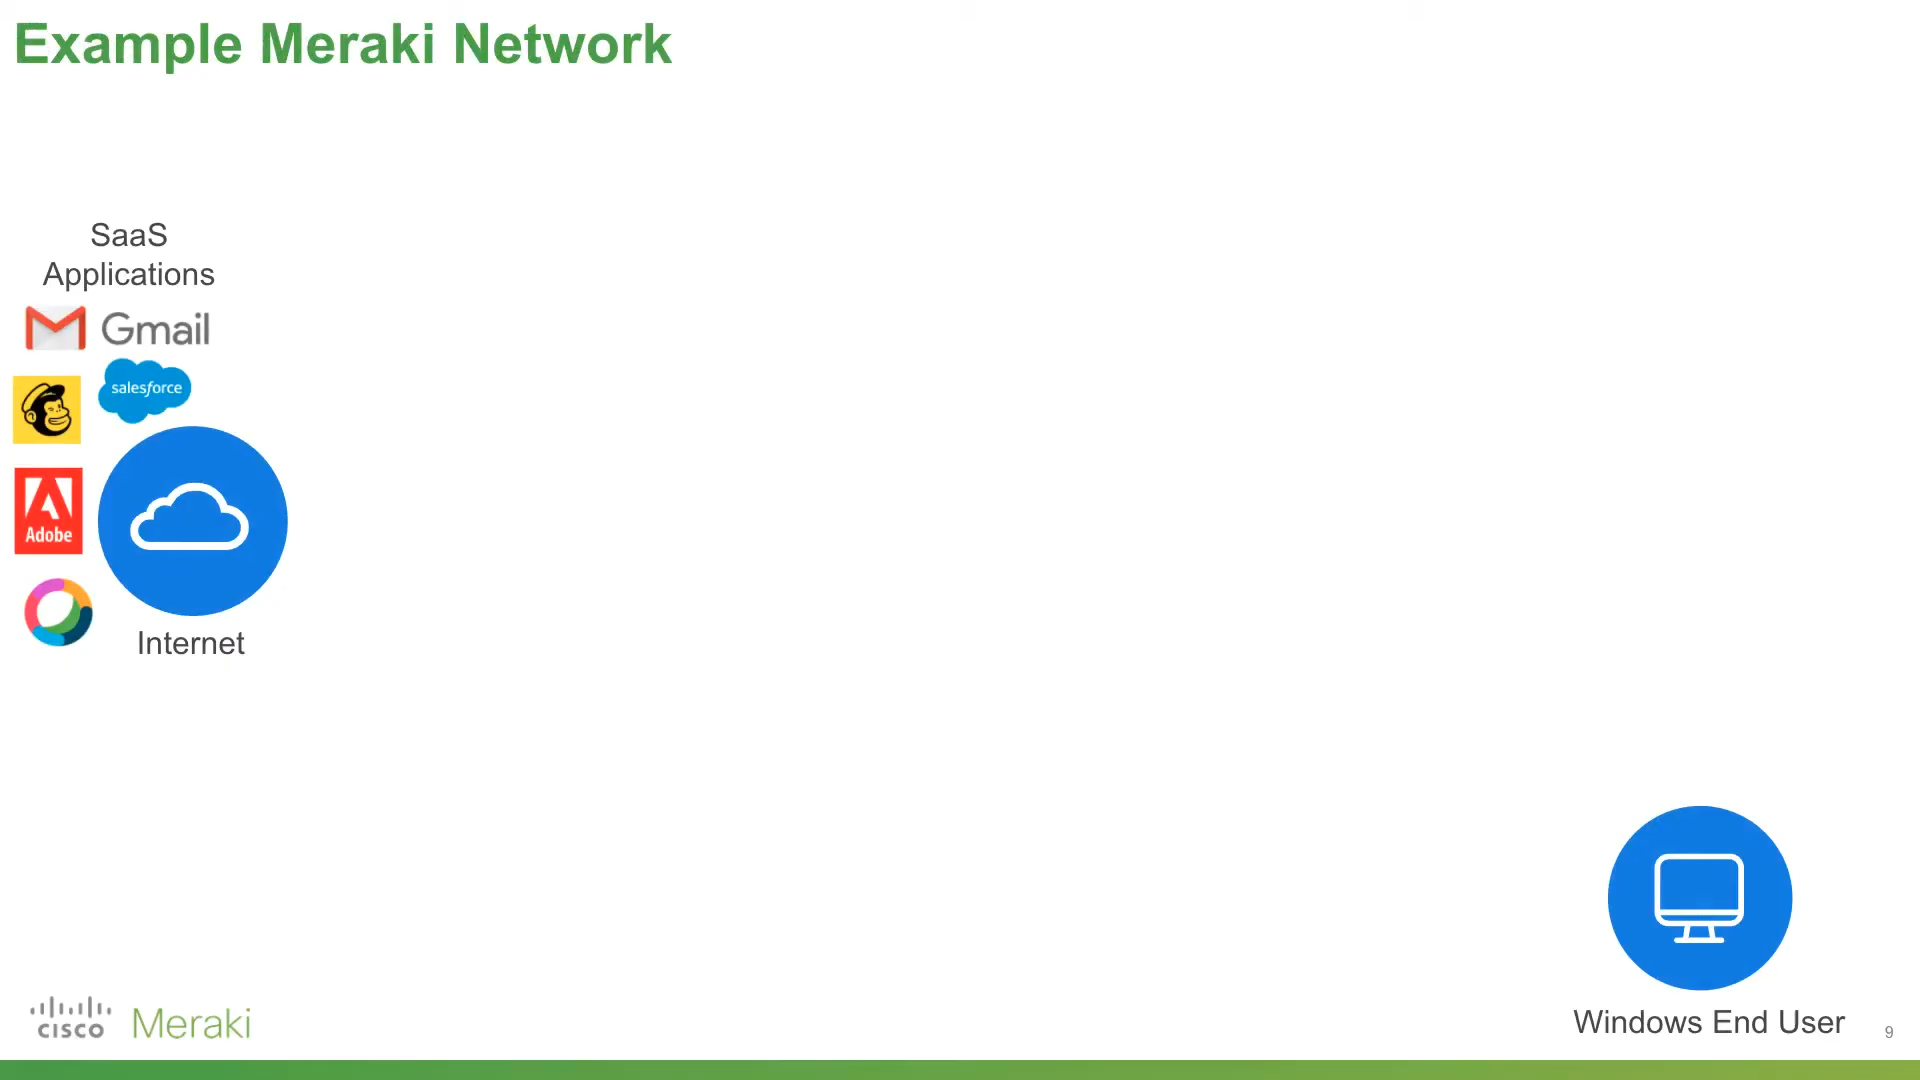 Example Meraki Network
SaaS
Applications
Gmail
salesforce
Adobe
Internet
Windows End User
CISCO Meraki
9